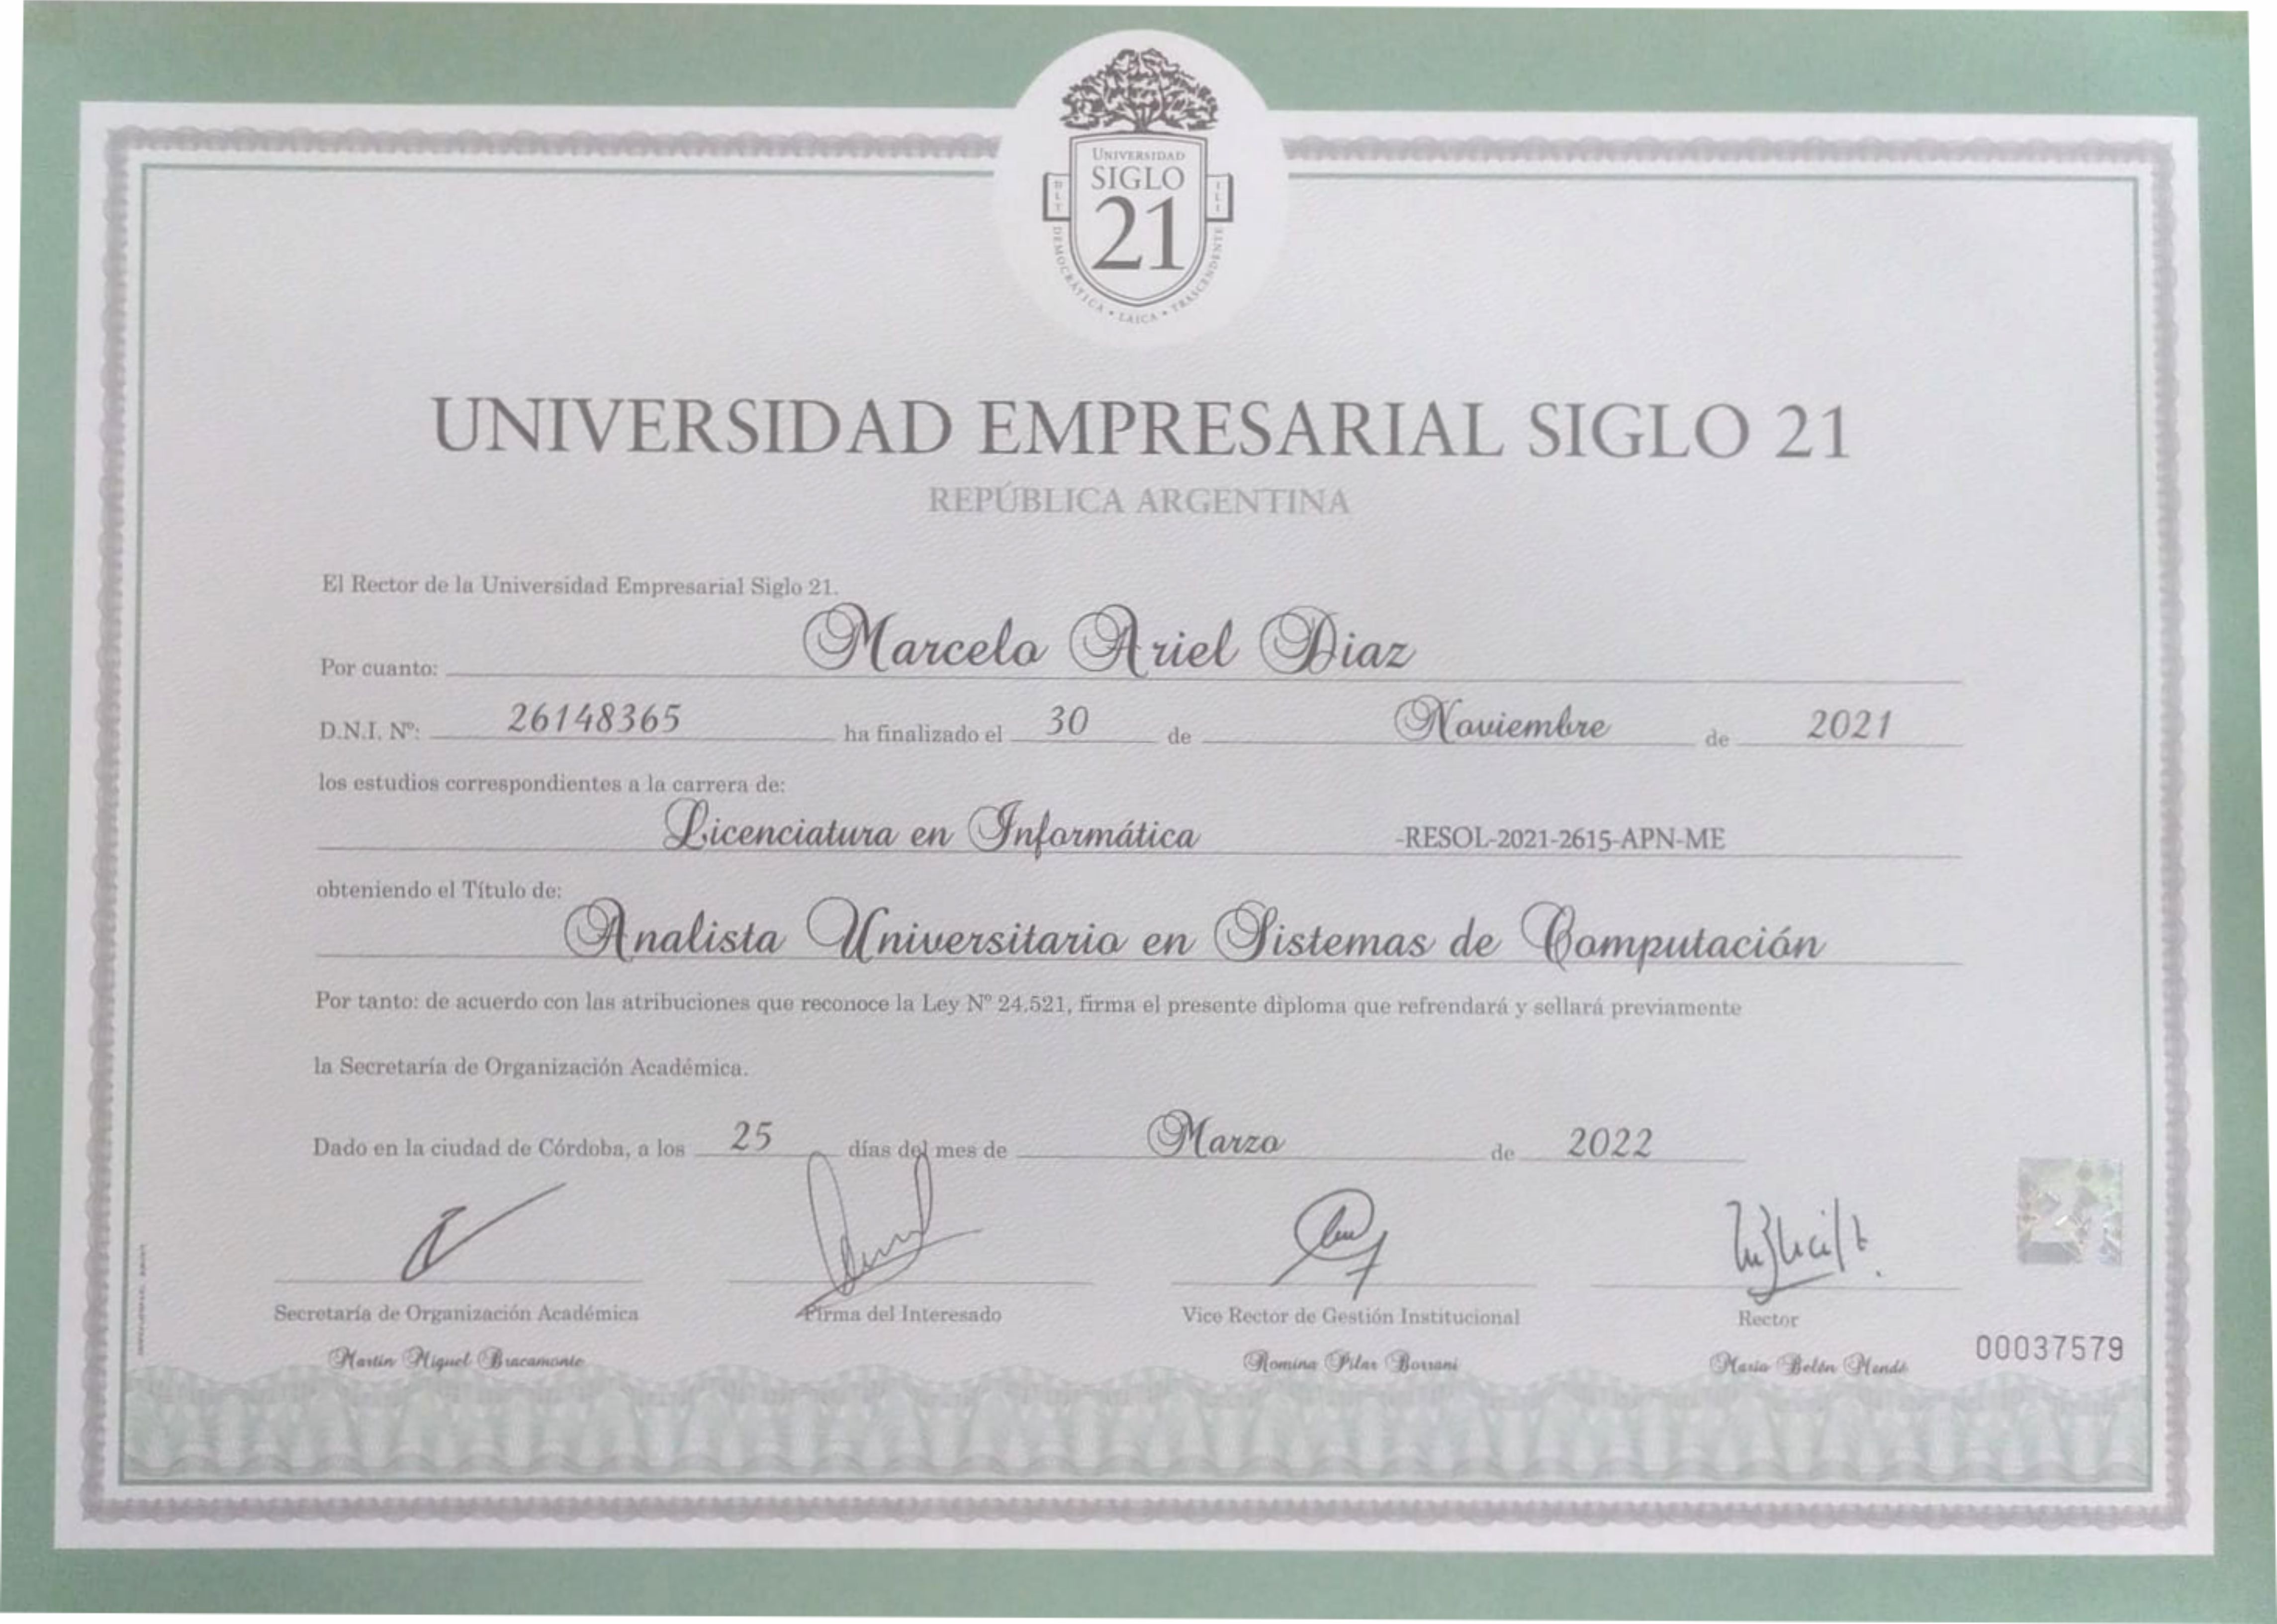 UNIVERSIDAD
SIGLO
21
DEMOCRÁTICA • LAICA • TRASCENDENTE
UNIVERSIDAD EMPRESARIAL SIGLO 21
REPÚBLICA ARGENTINA
El Rector de la Universidad Empresarial Siglo 21.
Por cuanto: Marcelo Ariel Diaz
D.N.I. Nº: 26148365 ha finalizado el 30 de Noviembre de 2021
los estudios correspondientes a la carrera de:
Licenciatura en Informática -RESOL-2021-2615-APN-ME
obteniendo el Título de:
Analista Universitario en Sistemas de Computación
Por tanto: de acuerdo con las atribuciones que reconoce la Ley Nº 24.521, firma el presente diploma que refrendará y sellará previamente
la Secretaría de Organización Académica.
Dado en la ciudad de Córdoba, a los 25 días del mes de Marzo de 2022
Secretaría de Organización Académica Firma del Interesado Vice Rector de Gestión Institucional Rector
Martín Miguel Bracamonte Romina Pilar Borrani María Belén Mendé
00037579